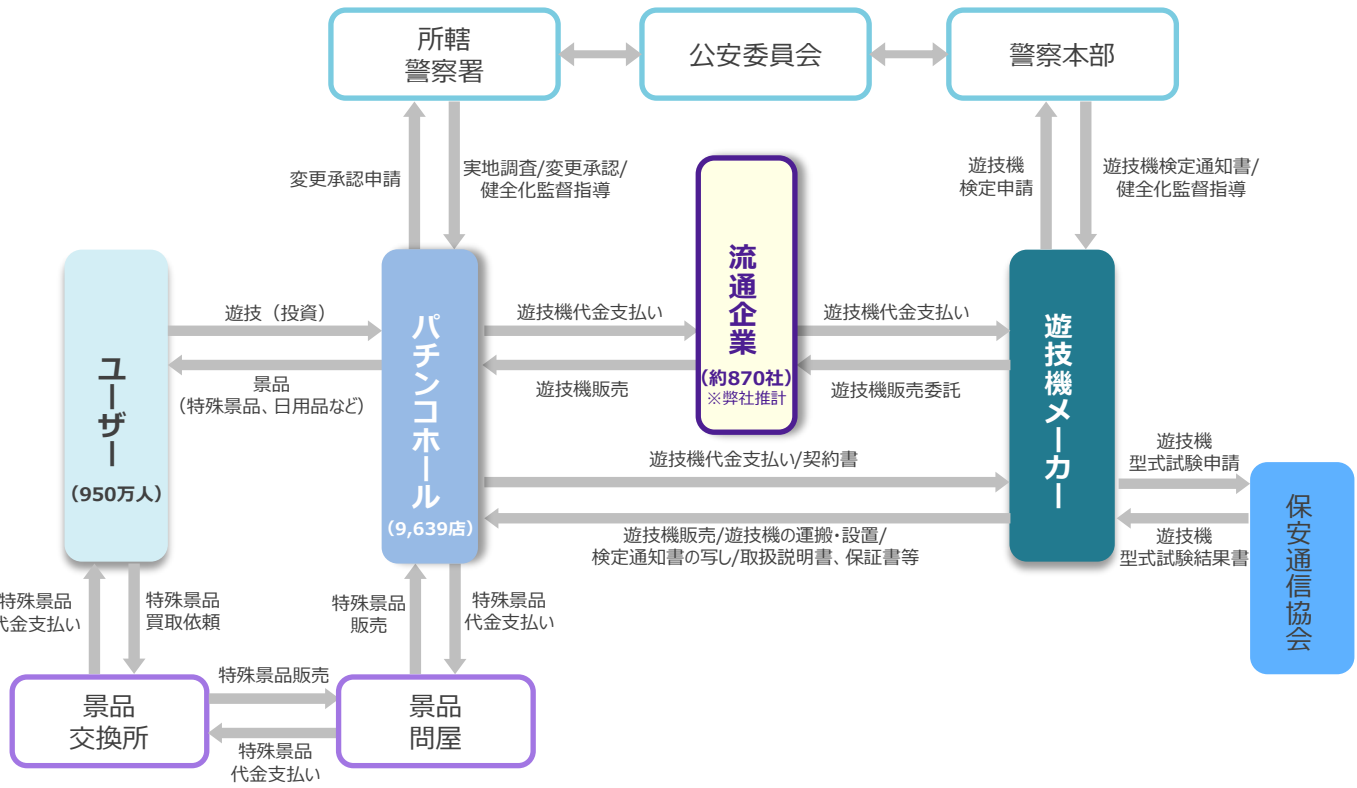 所轄
警察署
公安委員会
警察本部
変更承認申請
実地調査/変更承認/
健全化監督指導
遊技機
検定申請
遊技機検定通知書/
健全化監督指導
ユーザー
（950万人）
遊技（投資）
景品
（特殊景品、日用品など）
パチンコホール
（9,639店）
遊技機代金支払い
遊技機販売
流通企業
（約870社）
※弊社推計
遊技機代金支払い
遊技機販売委託
遊技機メーカー
遊技機代金支払い/契約書
遊技機販売/遊技機の運搬・設置/
検定通知書の写し/取扱説明書、保証書等
遊技機
型式試験申請
遊技機
型式試験結果書
保安通信協会
特殊景品
代金支払い
特殊景品
買取依頼
特殊景品
販売
特殊景品
代金支払い
景品
交換所
特殊景品販売
特殊景品
代金支払い
景品
問屋